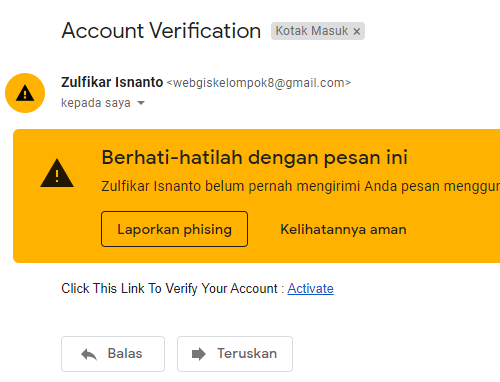 Account Verification Kotak Masuk ×
Zulfikar Isnanto <webgiskelompok8@gmail.com>
kepada saya
Berhati-hatilah dengan pesan ini
Zulfikar Isnanto belum pernah mengirimi Anda pesan menggun
Laporkan phising Kelihatannya aman
Click This Link To Verify Your Account : Activate
Balas Teruskan